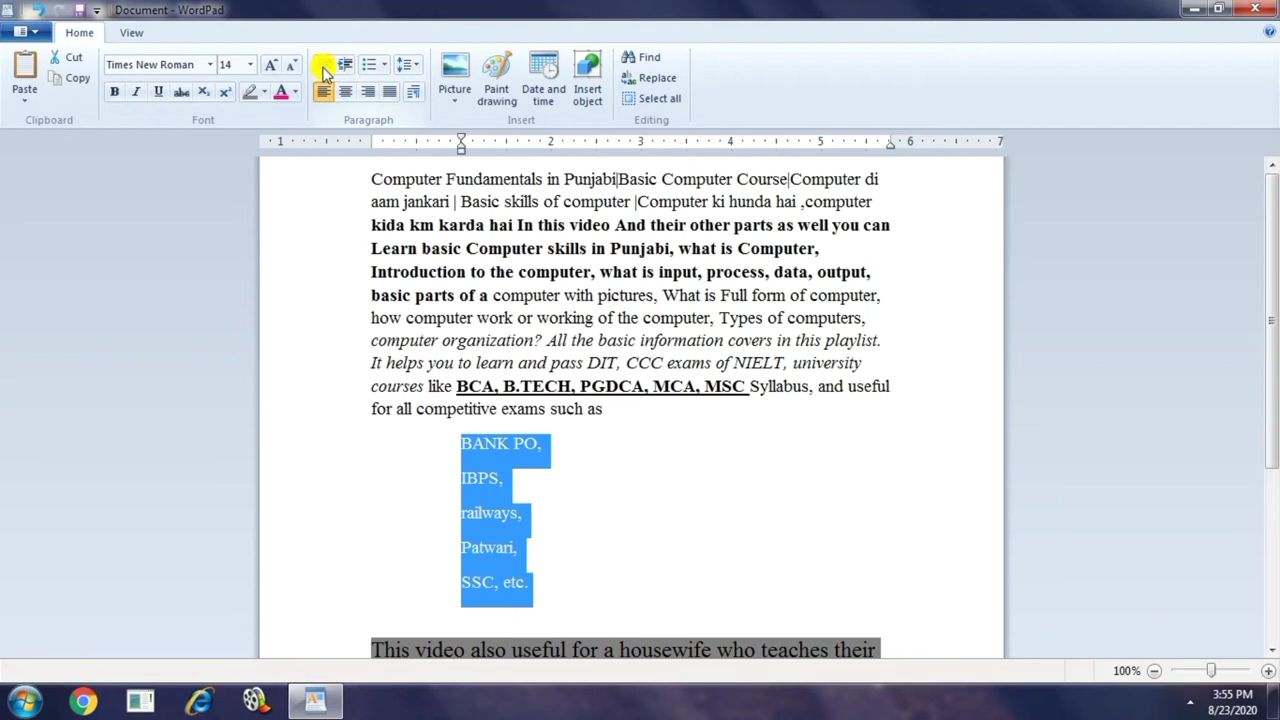 Document - WordPad
Home
View
Paste
Cut
Copy
Clipboard
Times New Roman
14
Font
Paragraph
Picture
Paint drawing
Date and time
Insert object
Insert
Find
Replace
Select all
Editing
1 1 2 3 4 5 6 7
Computer Fundamentals in Punjabi|Basic Computer Course|Computer di
aam jankari | Basic skills of computer |Computer ki hunda hai ,computer
kida km karda hai In this video And their other parts as well you can
Learn basic Computer skills in Punjabi, what is Computer,
Introduction to the computer, what is input, process, data, output,
basic parts of a computer with pictures, What is Full form of computer,
how computer work or working of the computer, Types of computers,
computer organization? All the basic information covers in this playlist.
It helps you to learn and pass DIT, CCC exams of NIELT, university
courses like BCA, B.TECH, PGDCA, MCA, MSC Syllabus, and useful
for all competitive exams such as
BANK PO,
IBPS,
railways,
Patwari,
SSC, etc.
This video also useful for a housewife who teaches their
100%
3:55 PM
8/23/2020